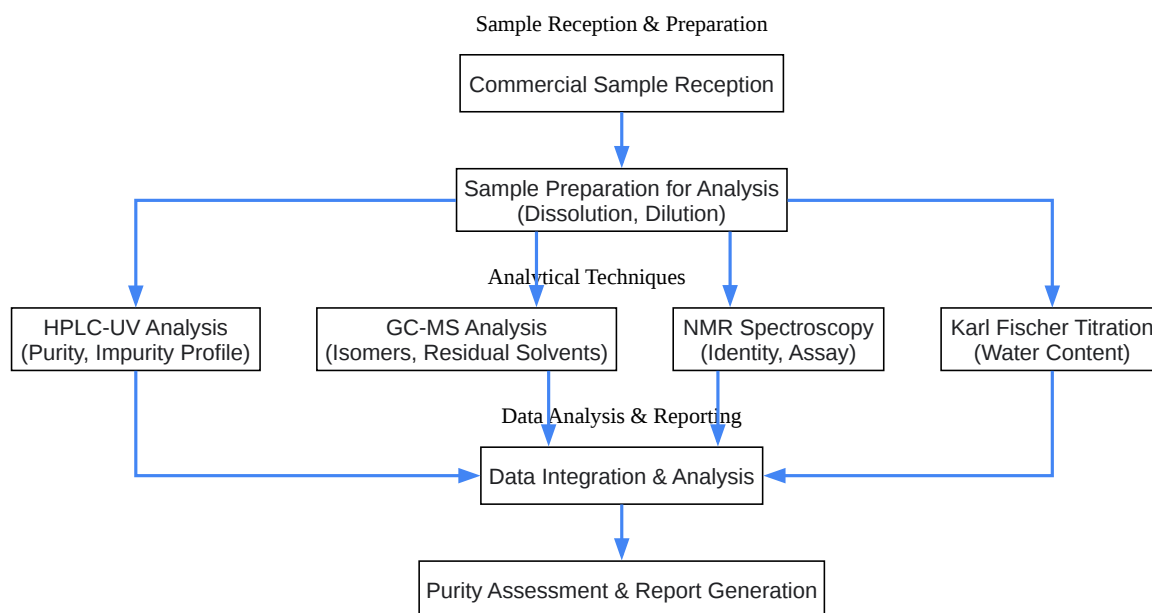 Sample Reception & Preparation
Commercial Sample Reception
Sample Preparation for Analysis
(Dissolution, Dilution)
Analytical Techniques
HPLC-UV Analysis
(Purity, Impurity Profile)
GC-MS Analysis
(Isomers, Residual Solvents)
NMR Spectroscopy
(Identity, Assay)
Karl Fischer Titration
(Water Content)
Data Analysis & Reporting
Data Integration & Analysis
Purity Assessment & Report Generation